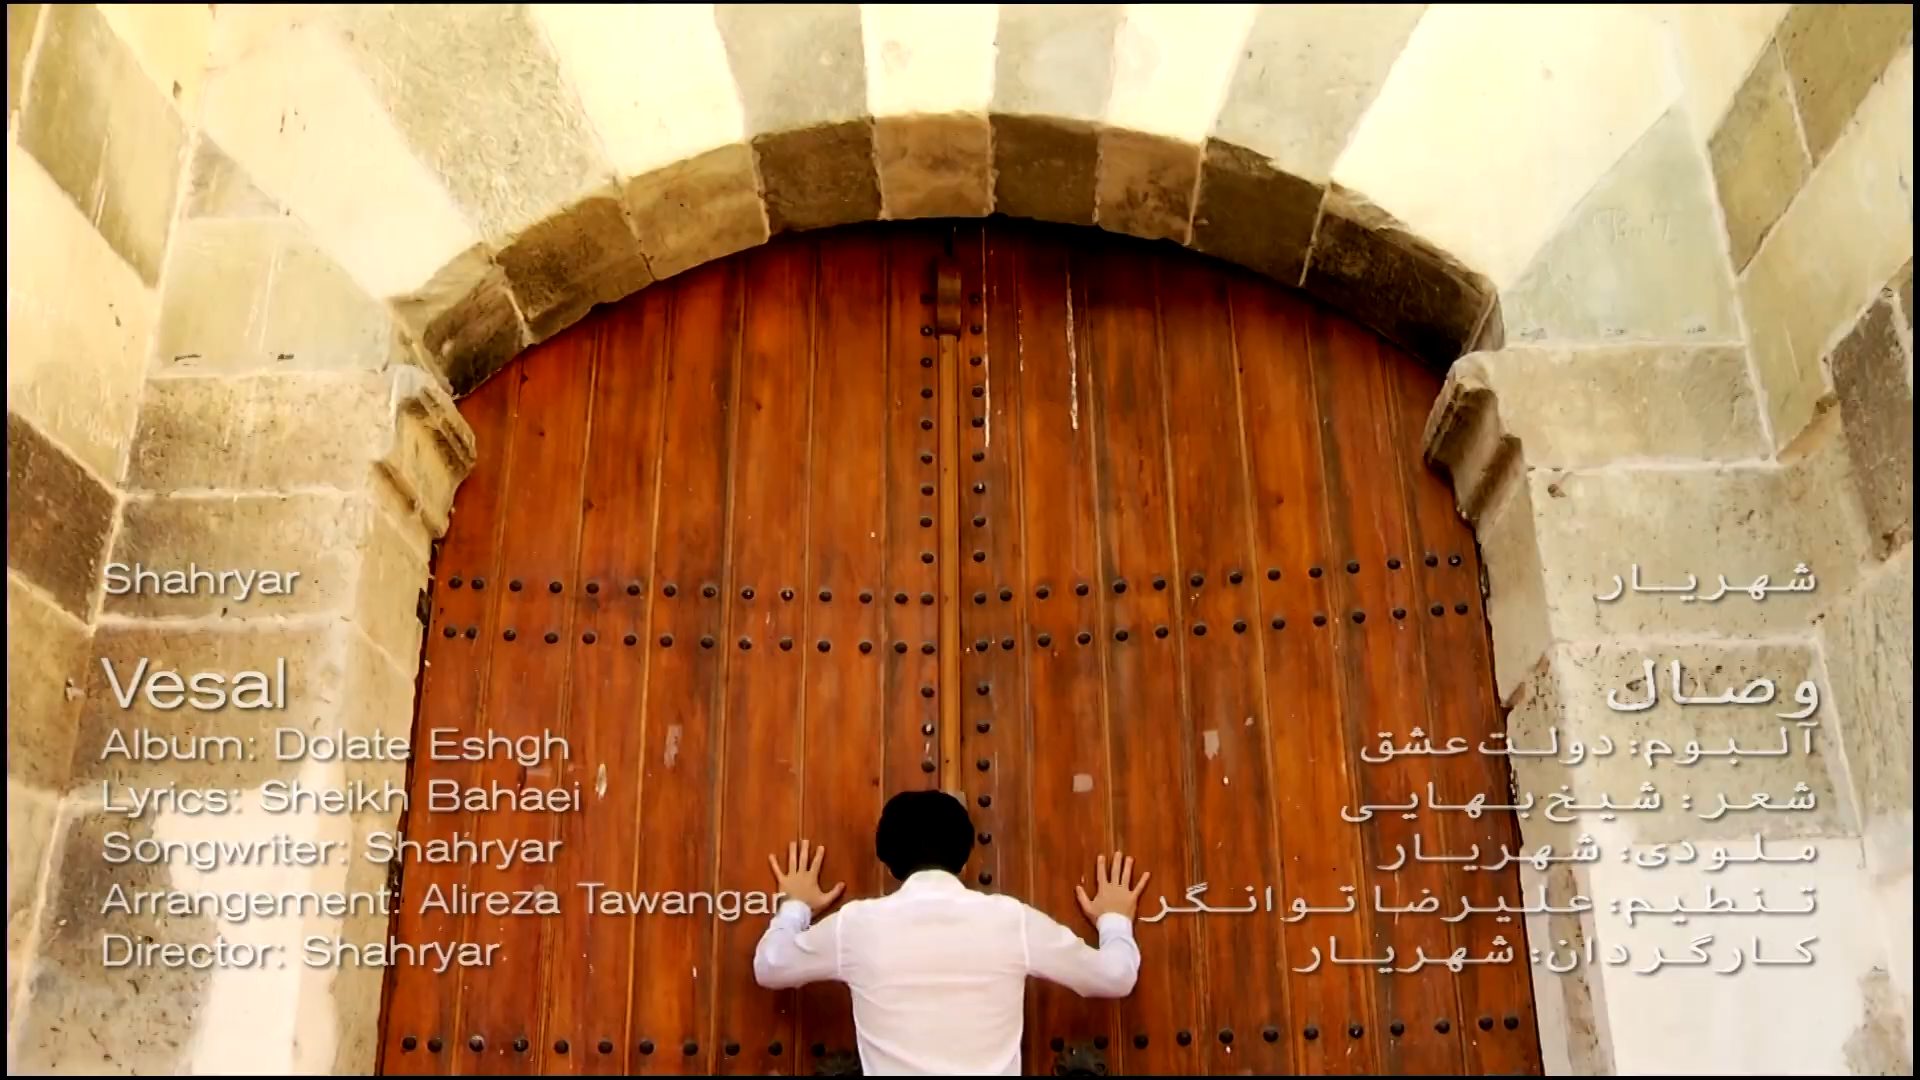 Shahryar
Vesal
Album: Dolate Eshgh
Lyrics: Sheikh Bahaei
Songwriter: Shahryar
Arrangement: Alireza Tawangar
Director: Shahryar
شهریار
وصال
آلبوم: دولت عشق
شعر: شیخ بهایی
ملودی: شهریار
تنطیم: علیرضا توانگر
کارگردان: شهریار